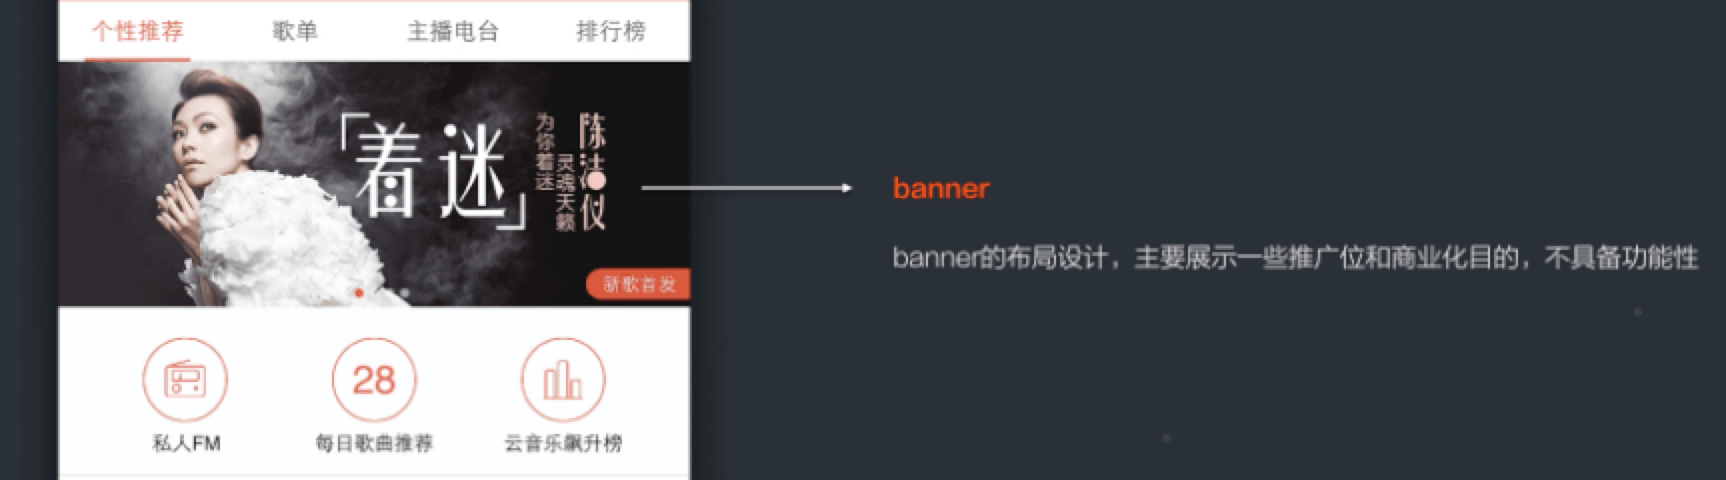 个性推荐 歌单 主播电台 排行榜
「着迷」
为你着迷
陈洁仪
灵魂天籁
新歌首发
banner
banner的布局设计，主要展示一些推广位和商业化目的，不具备功能性
28
私人FM 每日歌曲推荐 云音乐飙升榜